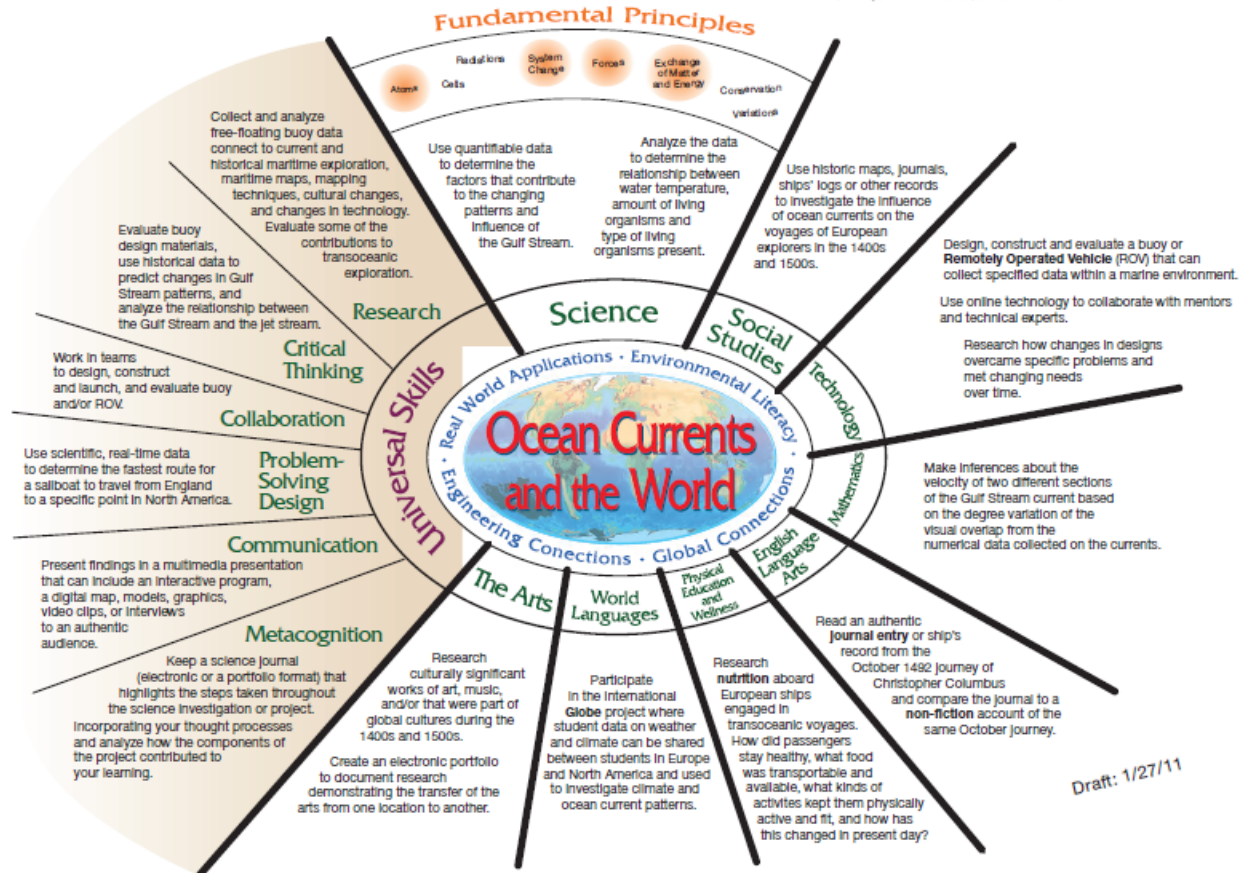 Fundamental Principles
Atoms
Radiations
Cells
System
Change
Forces
Exchange
of Matter
and Energy
Conservation
Variations
Use quantifiable data
to determine the
factors that contribute
to the changing
patterns and
influence of
the Gulf Stream.
Analyze the data
to determine the
relationship between
water temperature,
amount of living
organisms and
type of living
organisms present.
Science
Use historic maps, journals,
ships' logs or other records
to investigate the influence
of ocean currents on the
voyages of European
explorers in the 1400s
and 1500s.
Social
Studies
Design, construct and evaluate a buoy or
Remotely Operated Vehicle (ROV) that can
collect specified data within a marine environment.
Use online technology to collaborate with mentors
and technical experts.
Research how changes in designs
overcame specific problems and
met changing needs
over time.
Technology
Make inferences about the
velocity of two different sections
of the Gulf Stream current based
on the degree variation of the
visual overlap from the
numerical data collected on the currents.
Mathematics
English
Language
Arts
Read an authentic
journal entry or ship's
record from the
October 1492 journey of
Christopher Columbus
and compare the journal to a
non-fiction account of the
same October journey.
Physical
Education
and
Wellness
Research
nutrition aboard
European ships
engaged in
transoceanic voyages.
How did passengers
stay healthy, what food
was transportable and
available, what kinds of
activites kept them physically
active and fit, and how has
this changed in present day?
World
Languages
Participate
in the International
Globe project where
student data on weather
and climate can be shared
between students in Europe
and North America and used
to investigate climate and
ocean current patterns.
The Arts
Research
culturally significant
works of art, music,
and/or that were part of
global cultures during the
1400s and 1500s.
Create an electronic portfolio
to document research
demonstrating the transfer of the
arts from one location to another.
Universal Skills
Collect and analyze
free-floating buoy data
connect to current and
historical maritime exploration,
maritime maps, mapping
techniques, cultural changes,
and changes in technology.
Evaluate some of the
contributions to
transoceanic
exploration.
Research
Evaluate buoy
design materials,
use historical data to
predict changes in Gulf
Stream patterns, and
analyze the relationship between
the Gulf Stream and the jet stream.
Critical
Thinking
Work in teams
to design, construct
and launch, and evaluate buoy
and/or ROV.
Collaboration
Use scientific, real-time data
to determine the fastest route for
a sailboat to travel from England
to a specific point in North America.
Problem-
Solving
Design
Communication
Present findings in a multimedia presentation
that can include an interactive program,
a digital map, models, graphics,
video clips, or interviews
to an authentic
audience.
Metacognition
Keep a science journal
(electronic or a portfolio format) that
highlights the steps taken throughout
the science investigation or project.
Incorporating your thought processes
and analyze how the components of
the project contributed to
your learning.
Real World Applications · Environmental Literacy ·
Engineering Conections · Global Connections ·
Ocean Currents
and the World
Draft: 1/27/11